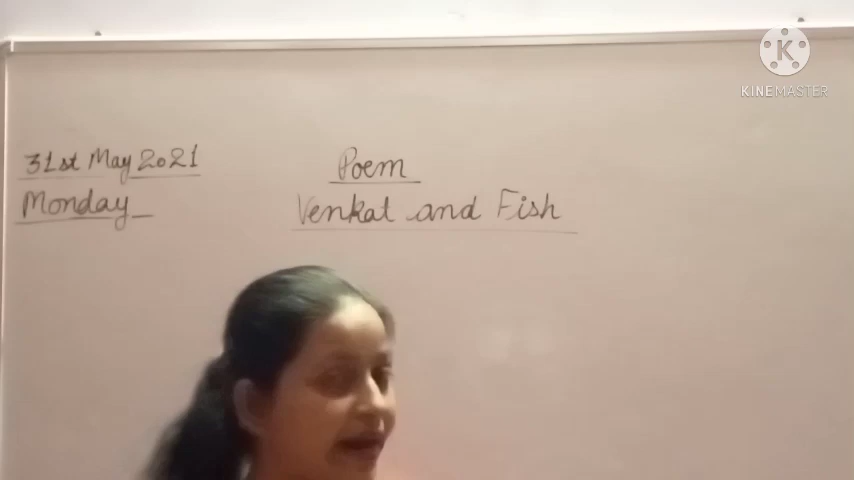 31st May 2021
Monday
Poem
Venkat and Fish
K
KINEMASTER